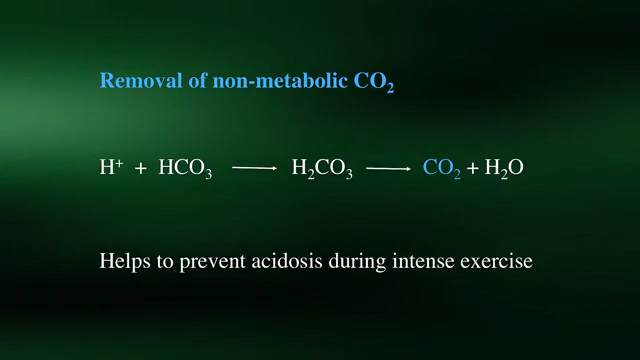 Removal of non-metabolic CO₂
H⁺ + HCO₃ ⟶ H₂CO₃ ⟶ CO₂ + H₂O
Helps to prevent acidosis during intense exercise